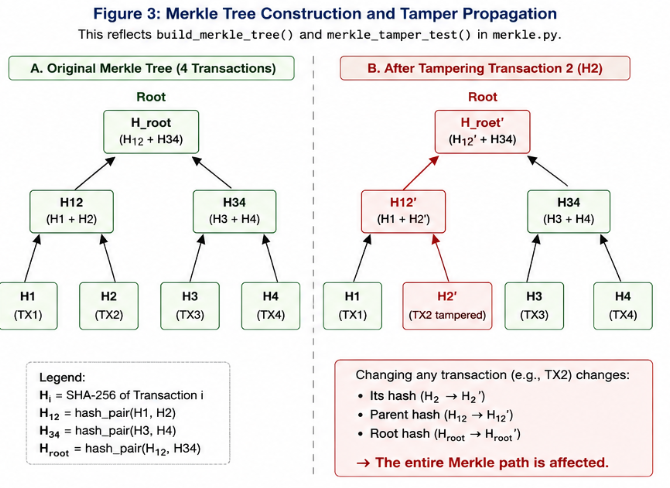 Figure 3: Merkle Tree Construction and Tamper Propagation
This reflects build_merkle_tree() and merkle_tamper_test() in merkle.py.
A. Original Merkle Tree (4 Transactions)
Root
H_root
(H₁₂ + H34)
H12
(H1 + H2)
H34
(H3 + H4)
H1
(TX1)
H2
(TX2)
H3
(TX3)
H4
(TX4)
Legend:
Hᵢ = SHA-256 of Transaction i
H₁₂ = hash_pair(H1, H2)
H₃₄ = hash_pair(H3, H4)
Hᵣₒₒₜ = hash_pair(H₁₂, H34)
B. After Tampering Transaction 2 (H2)
Root
H_roet′
(H₁₂′ + H34)
H12′
(H1 + H2′)
H34
(H3 + H4)
H1
(TX1)
H2′
(TX2 tampered)
H3
(TX3)
H4
(TX4)
Changing any transaction (e.g., TX2) changes:
• Its hash (H₂ → H₂′)
• Parent hash (H₁₂ → H₁₂′)
• Root hash (Hᵣₒₒₜ → Hᵣₒₒₜ′)
→ The entire Merkle path is affected.